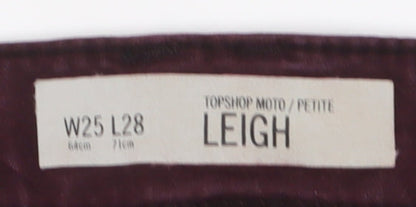 W25 L28
64cm 71cm
TOPSHOP MOTO / PETITE
LEIGH